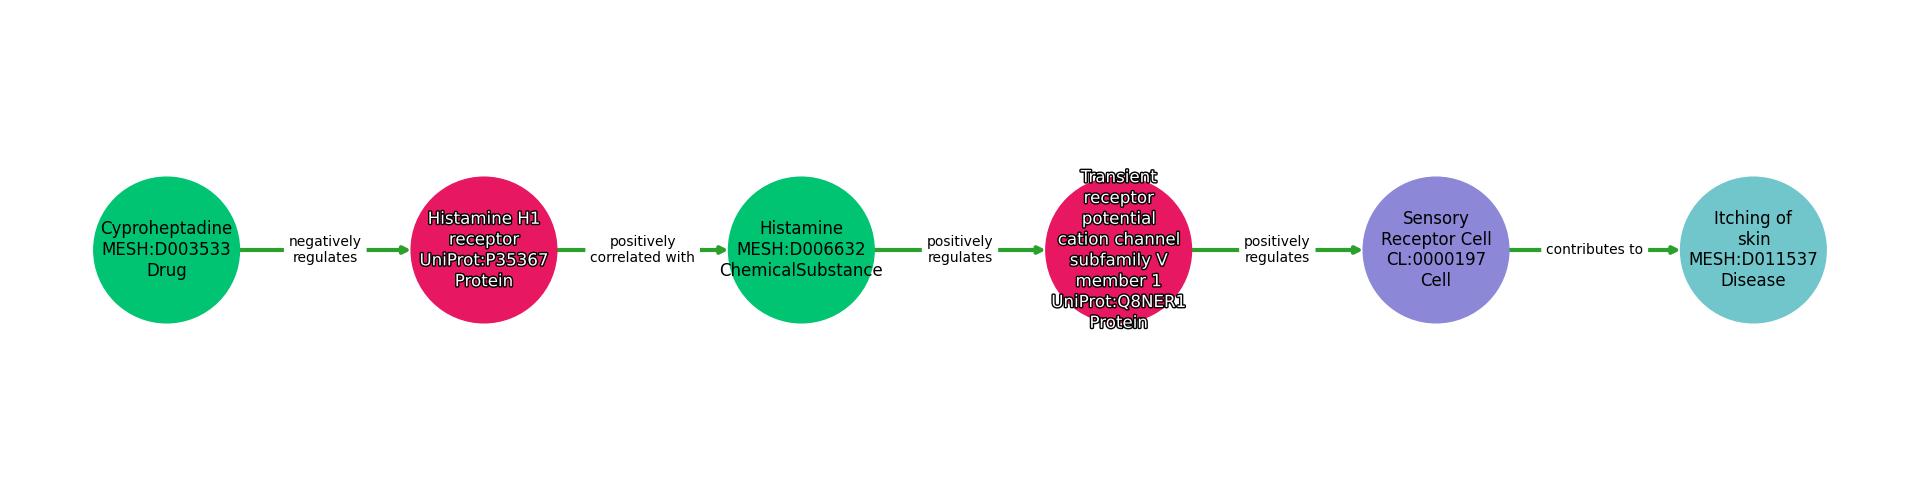 Cyproheptadine
MESH:D003533
Drug
negatively
regulates
Histamine H1
receptor
UniProt:P35367
Protein
positively
correlated with
Histamine
MESH:D006632
ChemicalSubstance
positively
regulates
Transient
receptor
potential
cation channel
subfamily V
member 1
UniProt:Q8NER1
Protein
positively
regulates
Sensory
Receptor Cell
CL:0000197
Cell
contributes to
Itching of
skin
MESH:D011537
Disease